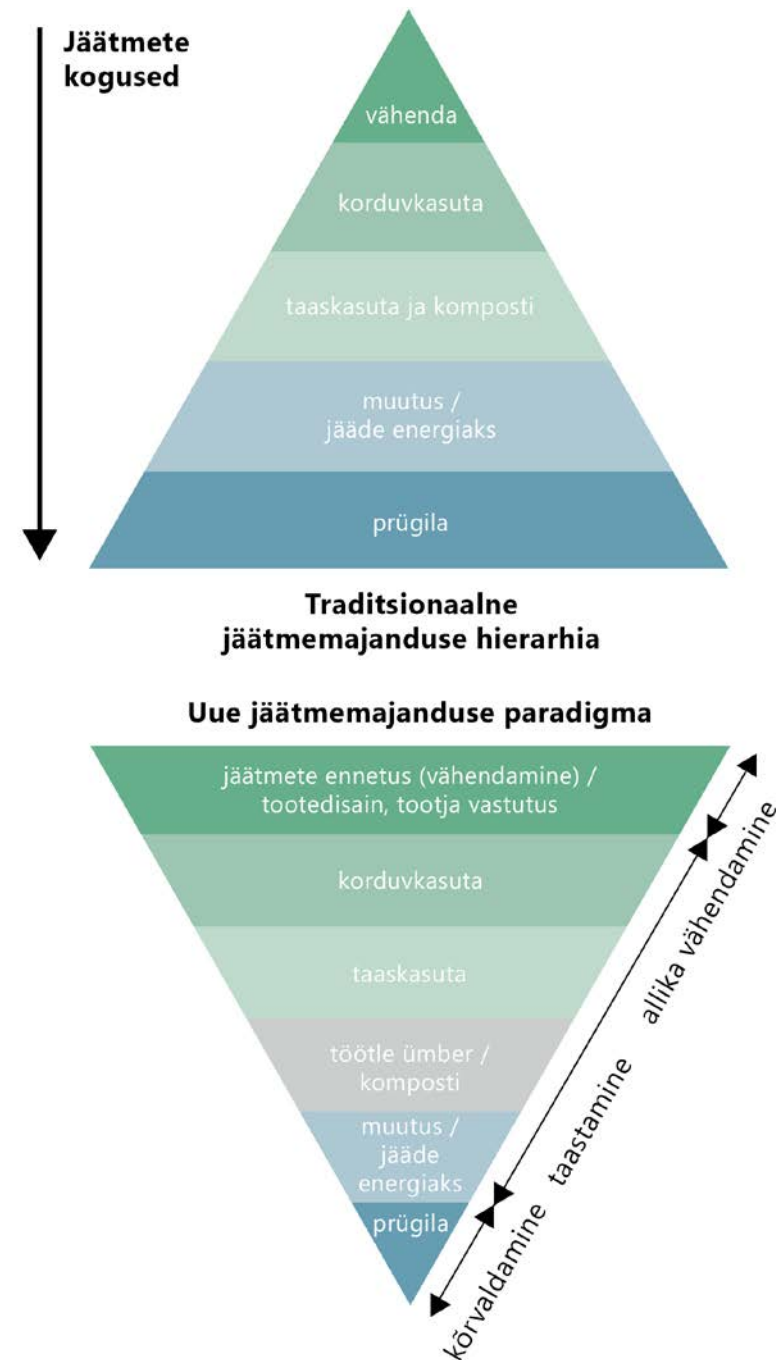 Jäätmete
kogused
vähenda
korduvkasuta
taaskasuta ja komposti
muutus /
jääde energiaks
prügila
Traditsionaalne
jäätmemajanduse hierarhia
Uue jäätmemajanduse paradigma
jäätmete ennetus (vähendamine) /
tootedisain, tootja vastutus
korduvkasuta
taaskasuta
töötle ümber /
komposti
muutus /
jääde
energiaks
prügila
allika vähendamine
taastamine
kõrvaldamine